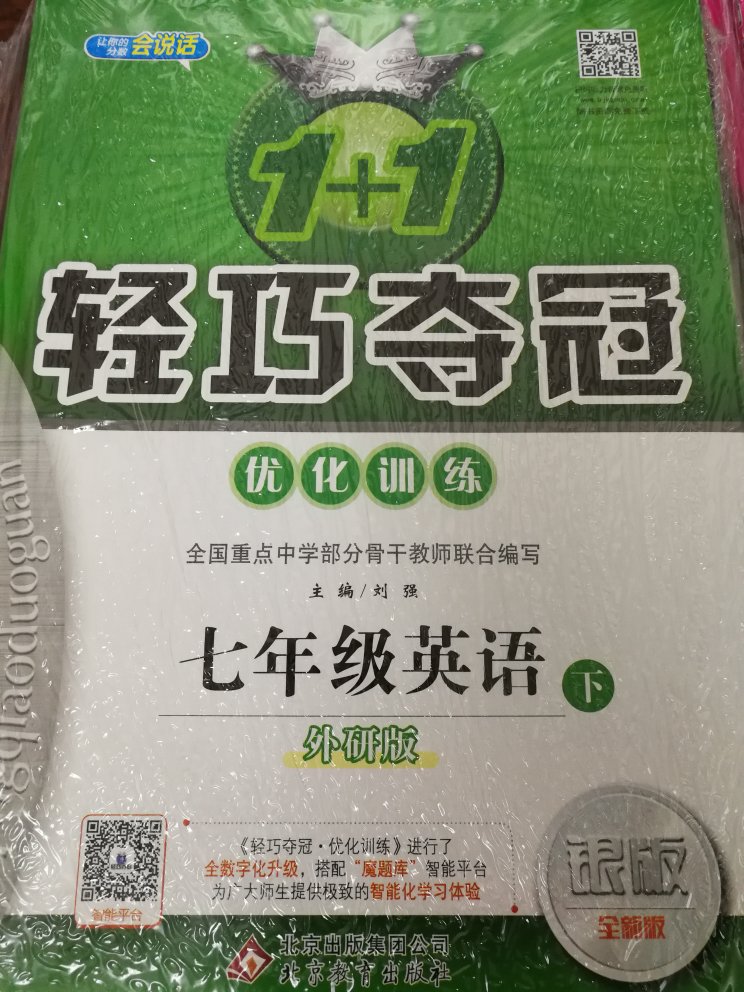 让你的
分数 会说话
1+1
轻巧夺冠
优化训练
全国重点中学部分骨干教师联合编写
主 编/刘 强
七年级英语 下
外研版
gqiaoduoguan
《轻巧夺冠·优化训练》进行了
全数字化升级，搭配“魔题库”智能平台
为广大师生提供极致的智能化学习体验
智能平台
银版
全新版
北京出版集团公司
北京教育出版社